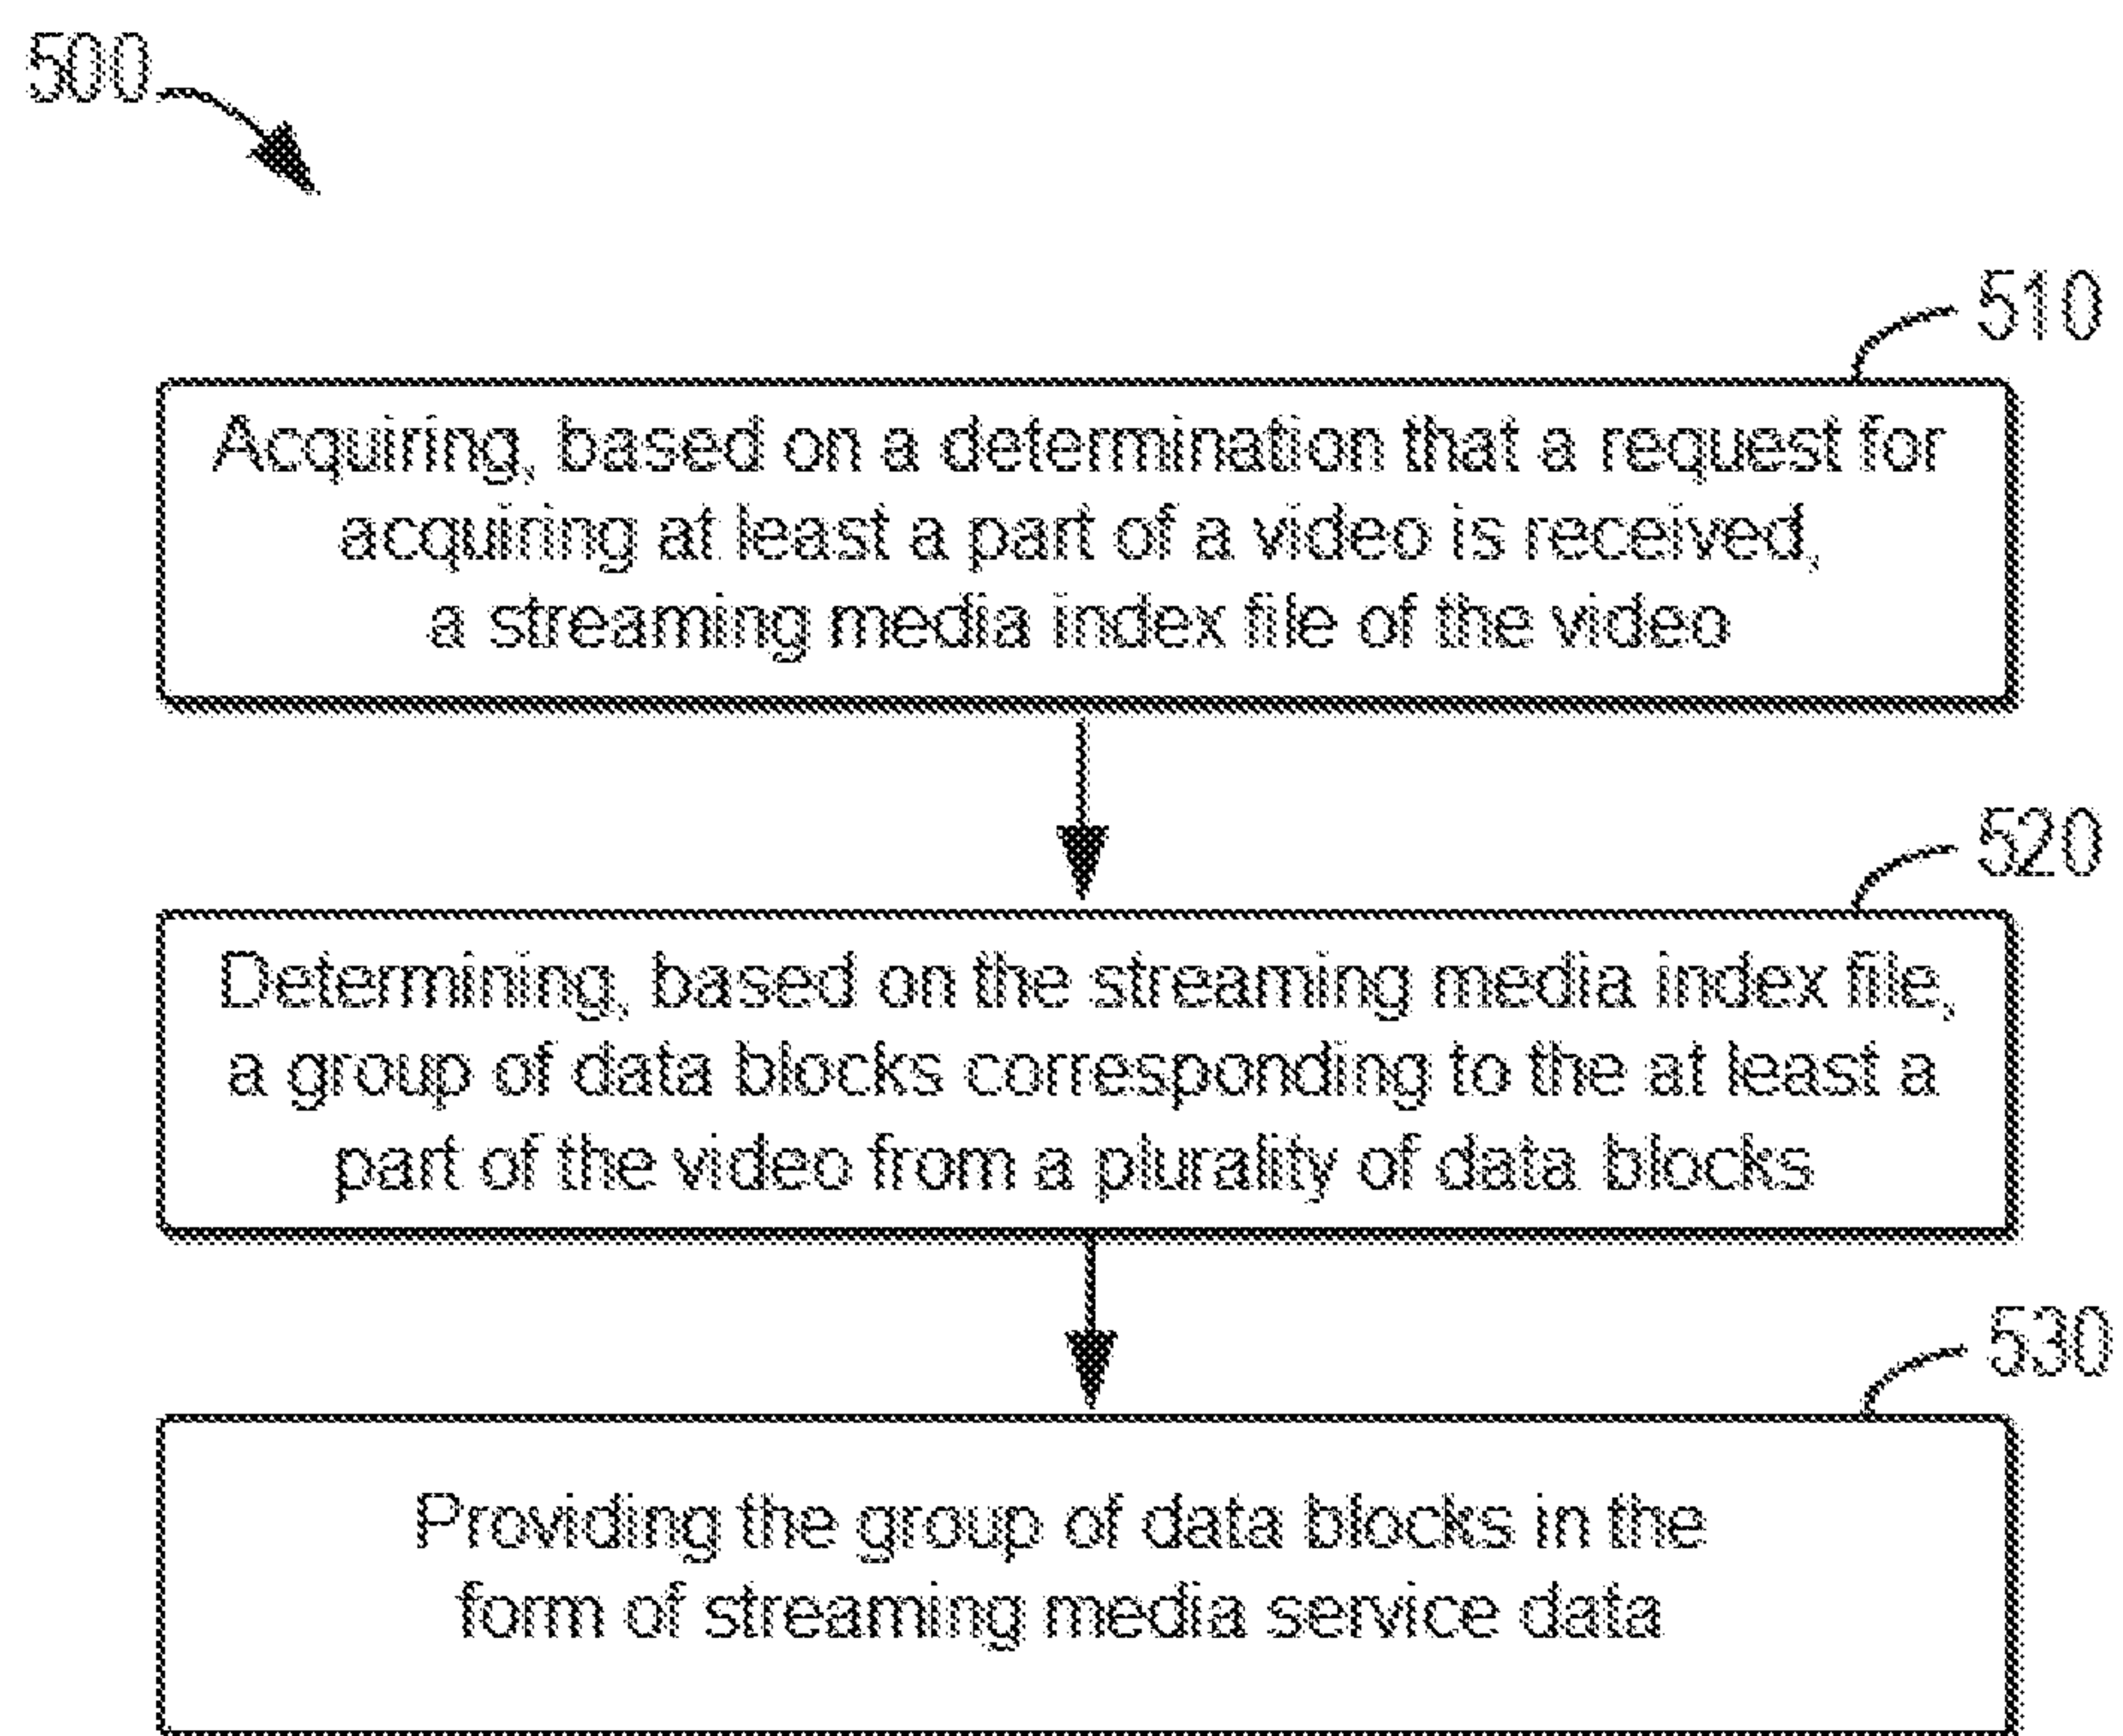 500
510
Acquiring, based on a determination that a request for
acquiring at least a part of a video is received,
a streaming media index file of the video
520
Determining, based on the streaming media index file,
a group of data blocks corresponding to the at least a
part of the video from a plurality of data blocks
530
Providing the group of data blocks in the
form of streaming media service data